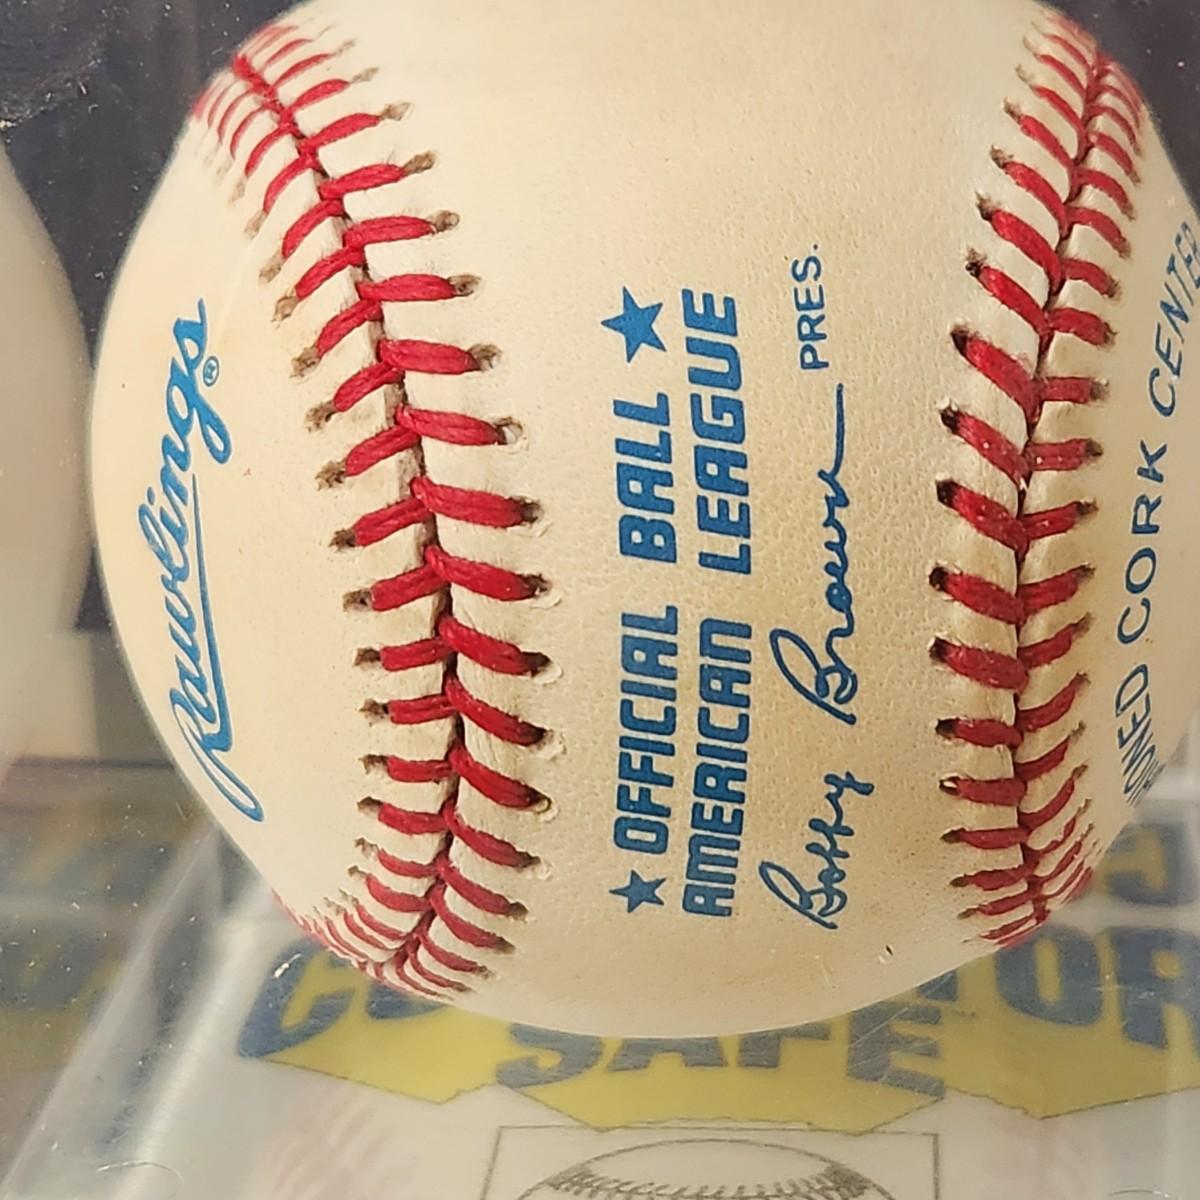 Rawlings®
★ OFFICIAL BALL ★
AMERICAN LEAGUE
Bobby Brown PRES.
CORK CENTER
SAFE